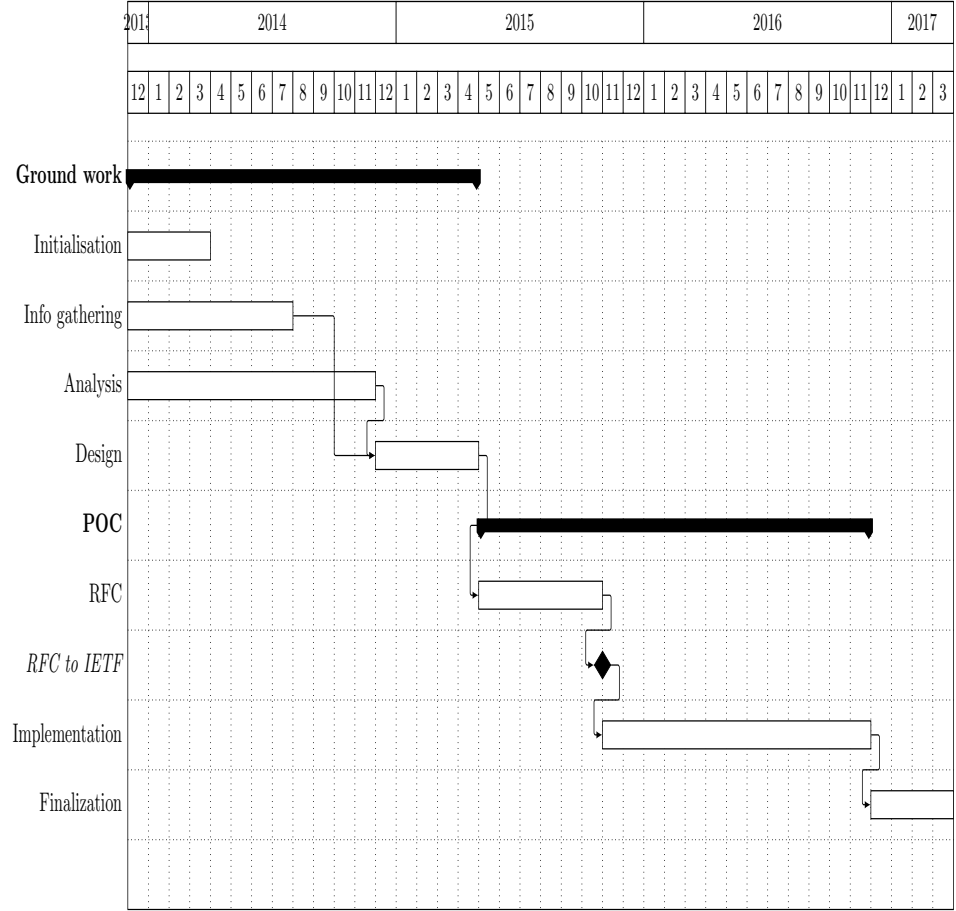 2013 2014 2015 2016 2017
12 1 2 3 4 5 6 7 8 9 10 11 12 1 2 3 4 5 6 7 8 9 10 11 12 1 2 3 4 5 6 7 8 9 10 11 12 1 2 3
Ground work
Initialisation
Info gathering
Analysis
Design
POC
RFC
RFC to IETF
Implementation
Finalization